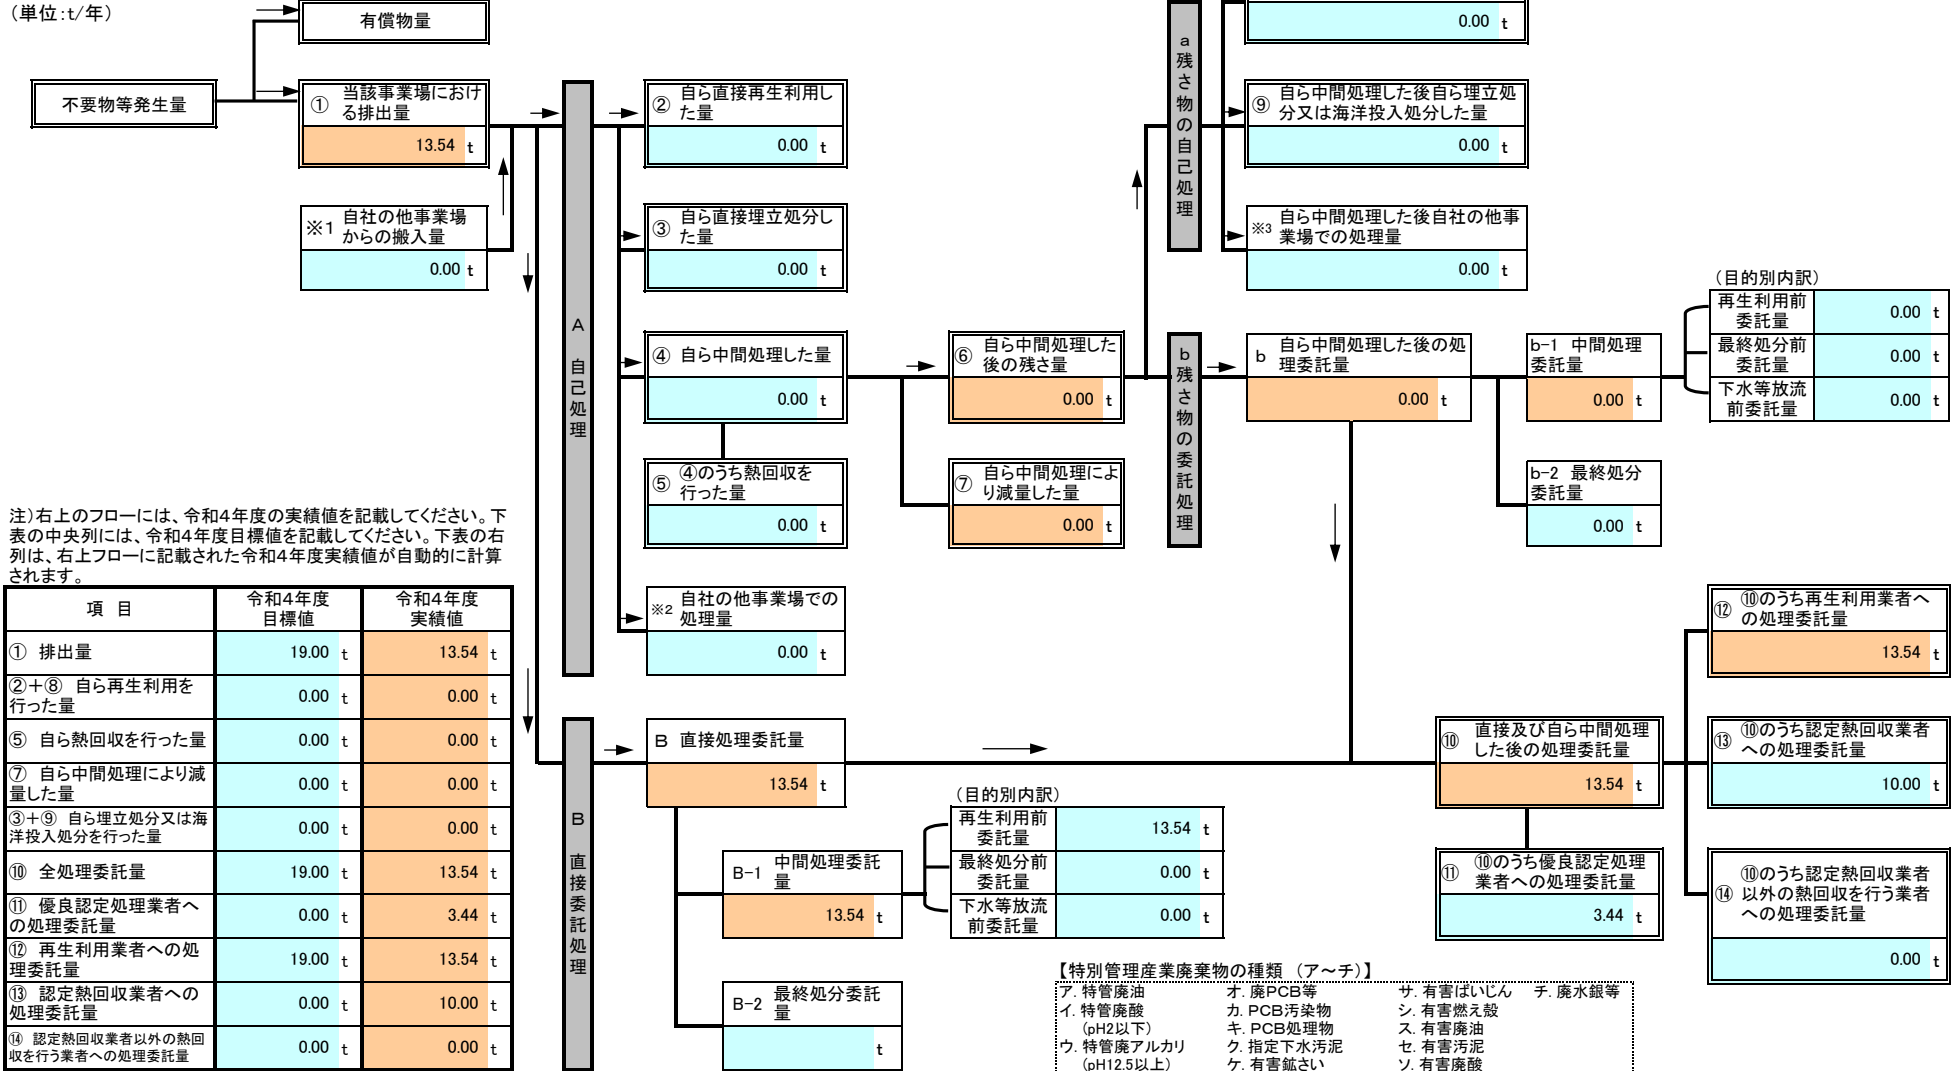 (単位:t/年)
有償物量
不要物等発生量
① 当該事業場におけ
る排出量
13.54 t
※1 自社の他事業場
からの搬入量
0.00 t
A 自己処理
② 自ら直接再生利用し
た量
0.00 t
③ 自ら直接埋立処分し
た量
0.00 t
④ 自ら中間処理した量
0.00 t
⑤ ④のうち熱回収を
行った量
0.00 t
※2 自社の他事業場での
処理量
0.00 t
⑥ 自ら中間処理した
後の残さ量
0.00 t
⑦ 自ら中間処理によ
り減量した量
0.00 t
a 残さ物の自己処理
0.00 t
⑨ 自ら中間処理した後自ら埋立処
分又は海洋投入処分した量
0.00 t
※3 自ら中間処理した後自社の他事
業場での処理量
0.00 t
b 残さ物の委託処理
b 自ら中間処理した後の処
理委託量
0.00 t
b-1 中間処理
委託量
0.00 t
b-2 最終処分
委託量
0.00 t
(目的別内訳)
再生利用前
委託量
0.00 t
最終処分前
委託量
0.00 t
下水等放流
前委託量
0.00 t
注)右上のフローには、令和4年度の実績値を記載してください。下
表の中央列には、令和4年度目標値を記載してください。下表の右
列は、右上フローに記載された令和4年度実績値が自動的に計算
されます。
項 目 令和4年度 目標値 令和4年度 実績値
① 排出量 19.00 t 13.54 t
②+⑧ 自ら再生利用を
行った量 0.00 t 0.00 t
⑤ 自ら熱回収を行った量 0.00 t 0.00 t
⑦ 自ら中間処理により減
量した量 0.00 t 0.00 t
③+⑨ 自ら埋立処分又は海
洋投入処分を行った量 0.00 t 0.00 t
⑩ 全処理委託量 19.00 t 13.54 t
⑪ 優良認定処理業者へ
の処理委託量 0.00 t 3.44 t
⑫ 再生利用業者への処
理委託量 19.00 t 13.54 t
⑬ 認定熱回収業者への
処理委託量 0.00 t 10.00 t
⑭ 認定熱回収業者以外の熱回
収を行う業者への処理委託量 0.00 t 0.00 t
B 直接委託処理
B 直接処理委託量
13.54 t
B-1 中間処理委託
量
13.54 t
B-2 最終処分委託
量
t
(目的別内訳)
再生利用前
委託量
13.54 t
最終処分前
委託量
0.00 t
下水等放流
前委託量
0.00 t
⑩ 直接及び自ら中間処理
した後の処理委託量
13.54 t
⑪ ⑩のうち優良認定処理
業者への処理委託量
3.44 t
⑫ ⑩のうち再生利用業者へ
の処理委託量
13.54 t
⑬ ⑩のうち認定熱回収業者
への処理委託量
10.00 t
⑭ ⑩のうち認定熱回収業者
以外の熱回収を行う業者
への処理委託量
0.00 t
【特別管理産業廃棄物の種類 (ア~チ)】
ア. 特管廃油 オ. 廃PCB等 サ. 有害ばいじん チ. 廃水銀等
イ. 特管廃酸 カ. PCB汚染物 シ. 有害燃え殻
(pH2以下) キ. PCB処理物 ス. 有害廃油
ウ. 特管廃アルカリ ク. 指定下水汚泥 セ. 有害汚泥
(pH12.5以上) ケ. 有害鉱さい ソ. 有害廃酸